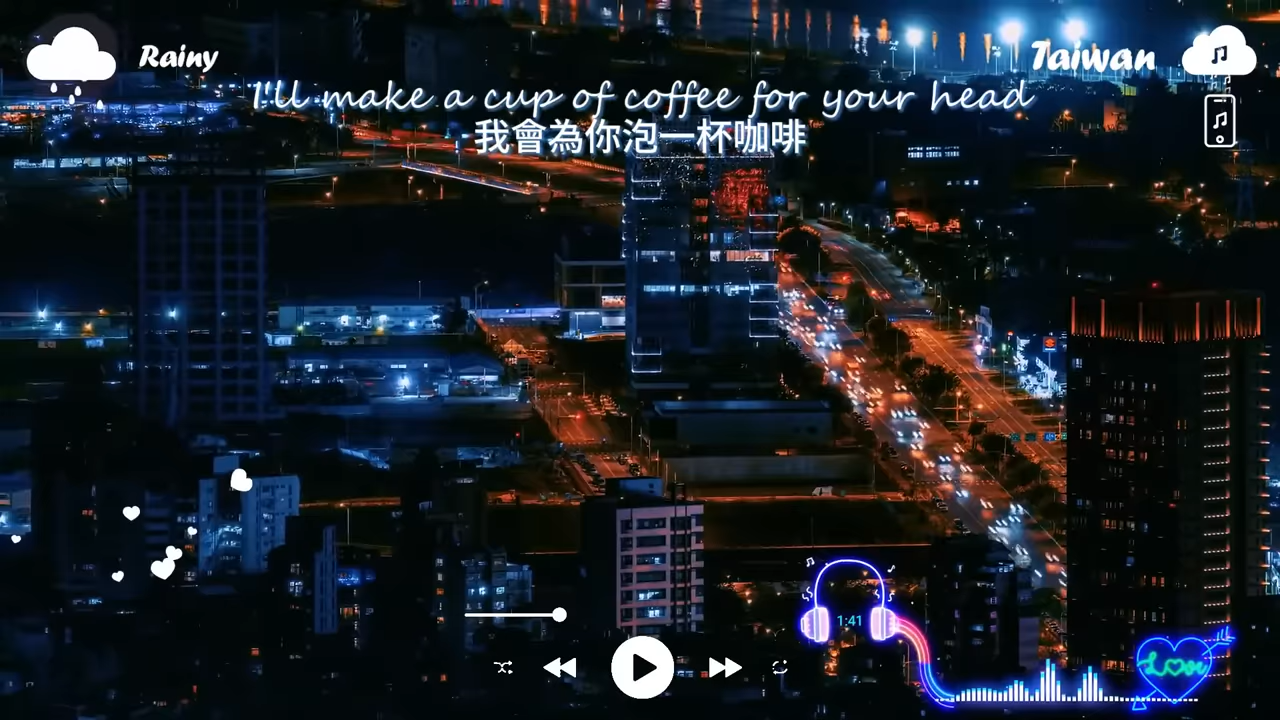 Rainy
Taiwan
I'll make a cup of coffee for your head
我會為你泡一杯咖啡
1:41
Love